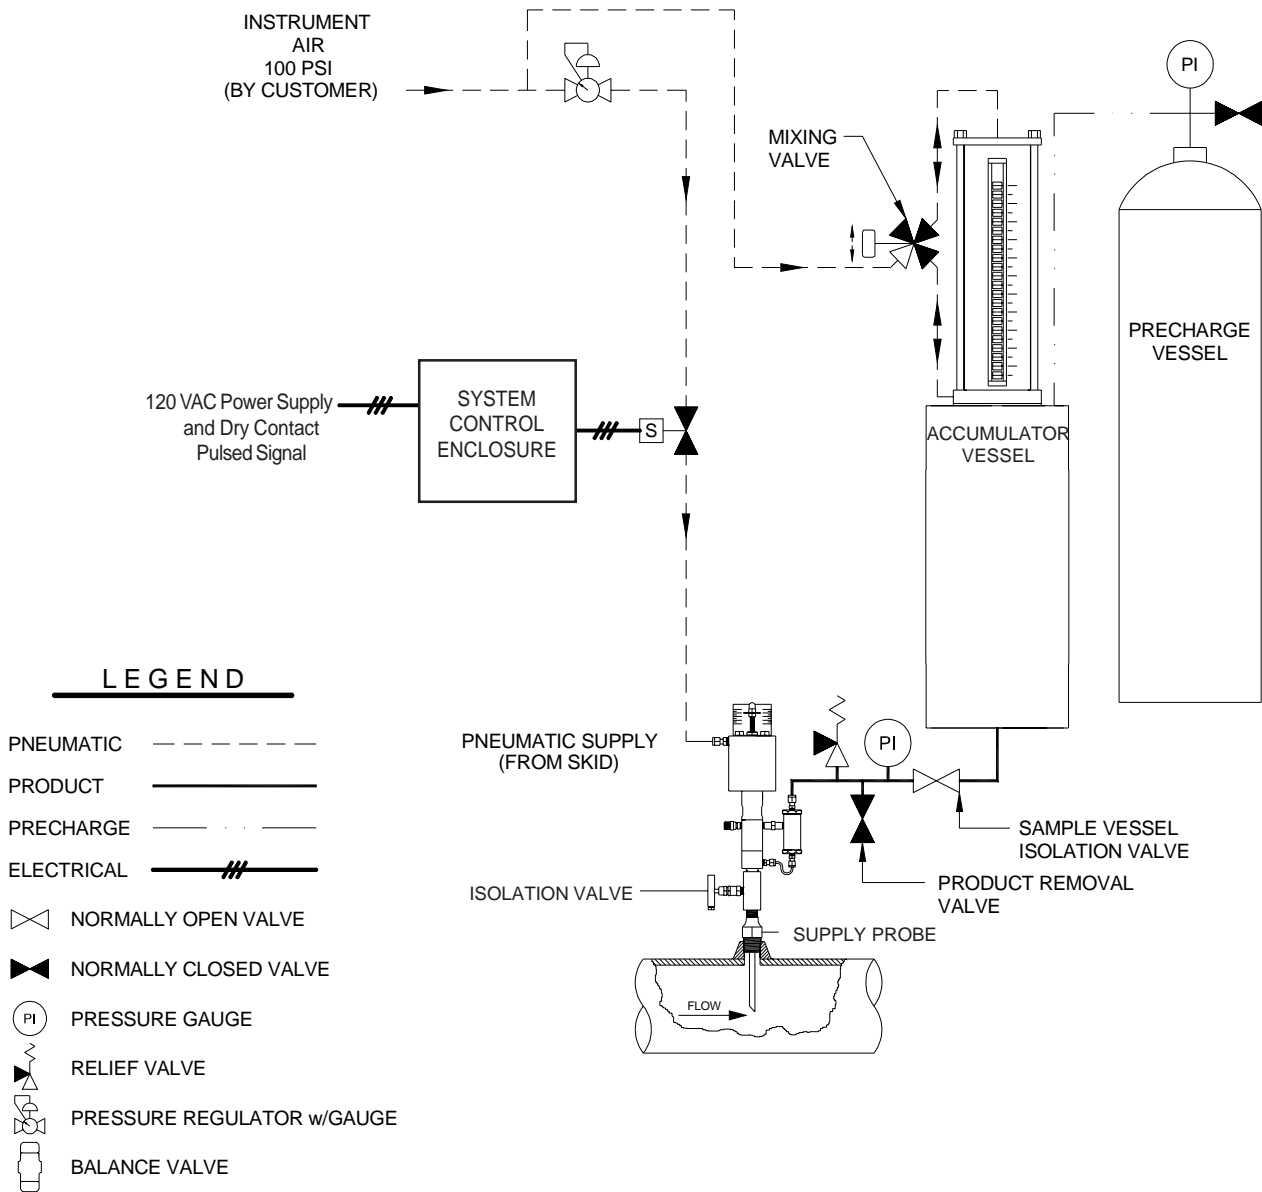 INSTRUMENT
AIR
100 PSI
(BY CUSTOMER)
PI
MIXING
VALVE
PRECHARGE
VESSEL
120 VAC Power Supply
and Dry Contact
Pulsed Signal
SYSTEM
CONTROL
ENCLOSURE
S
ACCUMULATOR
VESSEL
LEGEND
PNEUMATIC
PRODUCT
PRECHARGE
ELECTRICAL
NORMALLY OPEN VALVE
NORMALLY CLOSED VALVE
PI
PRESSURE GAUGE
RELIEF VALVE
PRESSURE REGULATOR w/GAUGE
BALANCE VALVE
PNEUMATIC SUPPLY
(FROM SKID)
PI
SAMPLE VESSEL
ISOLATION VALVE
PRODUCT REMOVAL
VALVE
ISOLATION VALVE
SUPPLY PROBE
FLOW